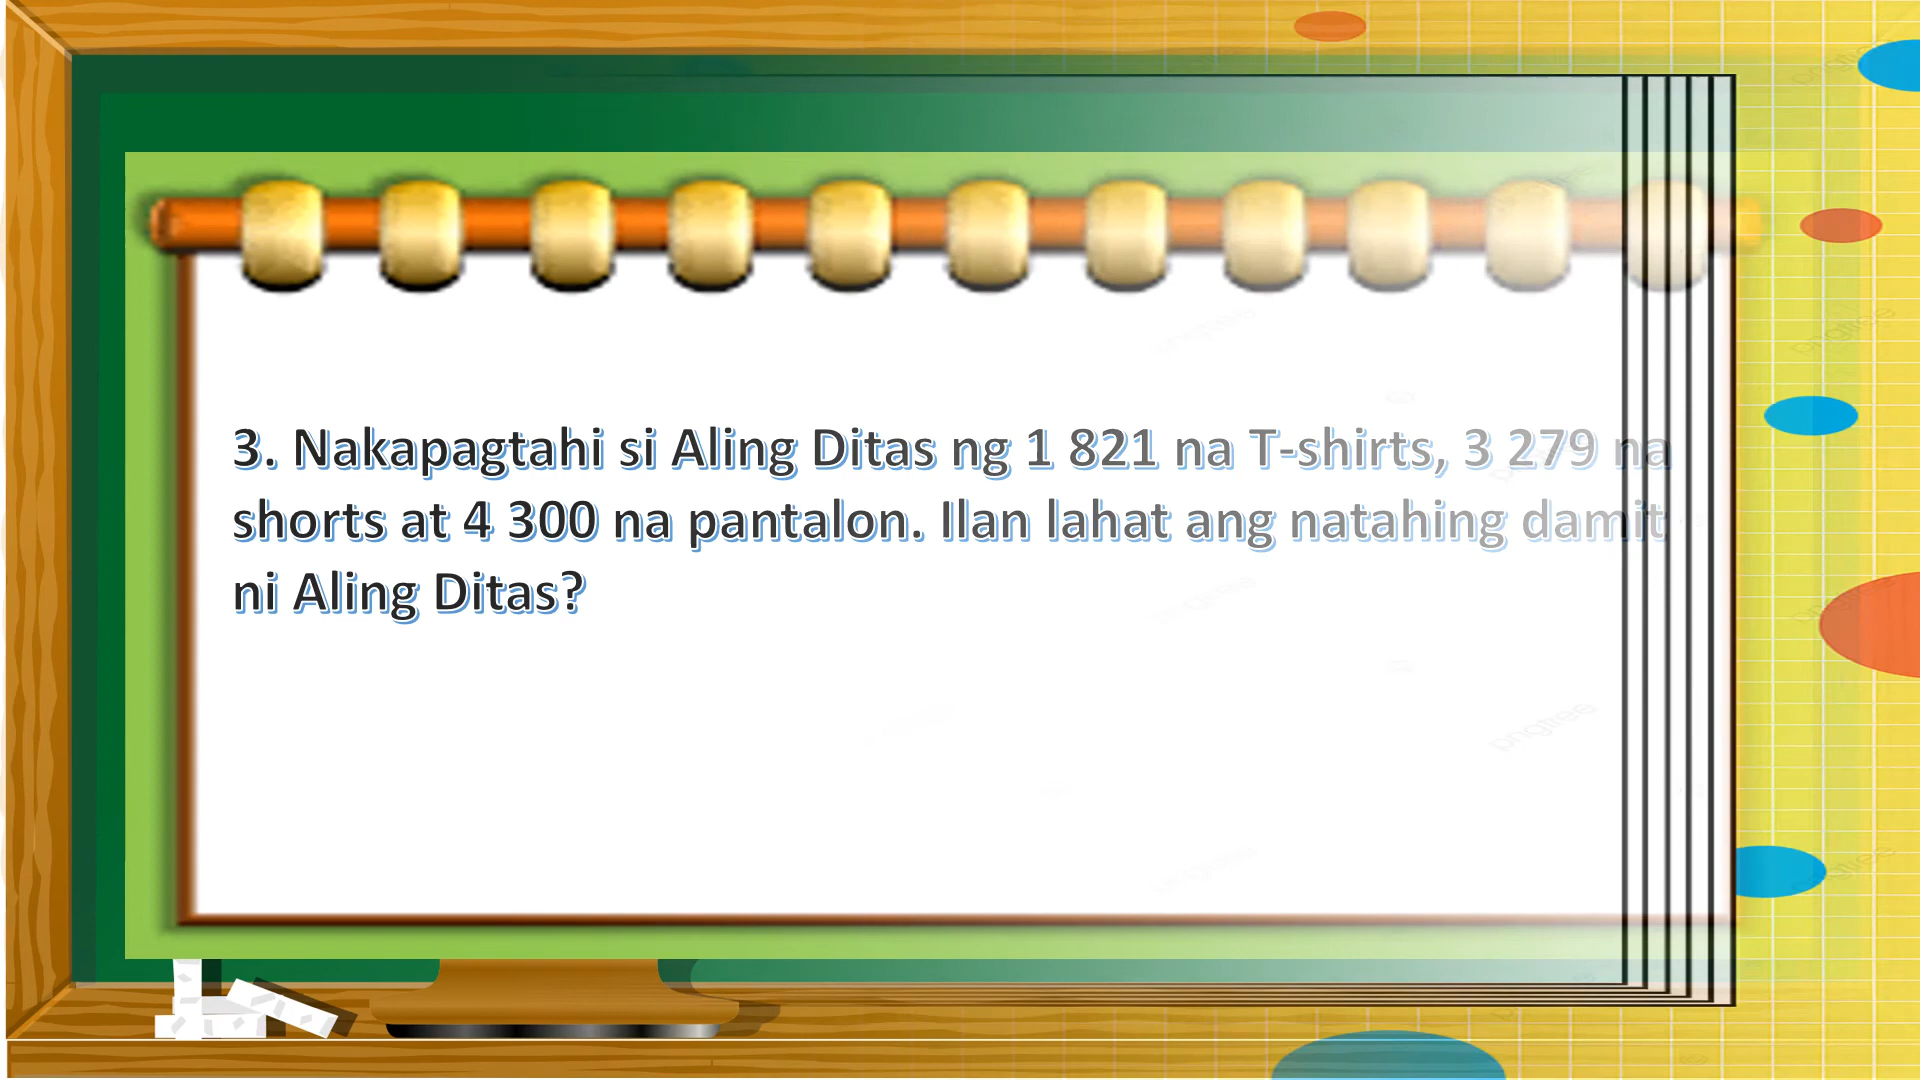 3. Nakapagtahi si Aling Ditas ng 1 821 na T-shirts, 3 279 na
shorts at 4 300 na pantalon. Ilan lahat ang natahing damit
ni Aling Ditas?
pngtree